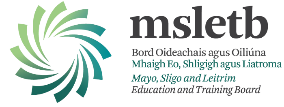 msletb
Bord Oideachais agus Oiliúna
Mhaigh Eo, Shligigh agus Liatroma
Mayo, Sligo and Leitrim
Education and Training Board